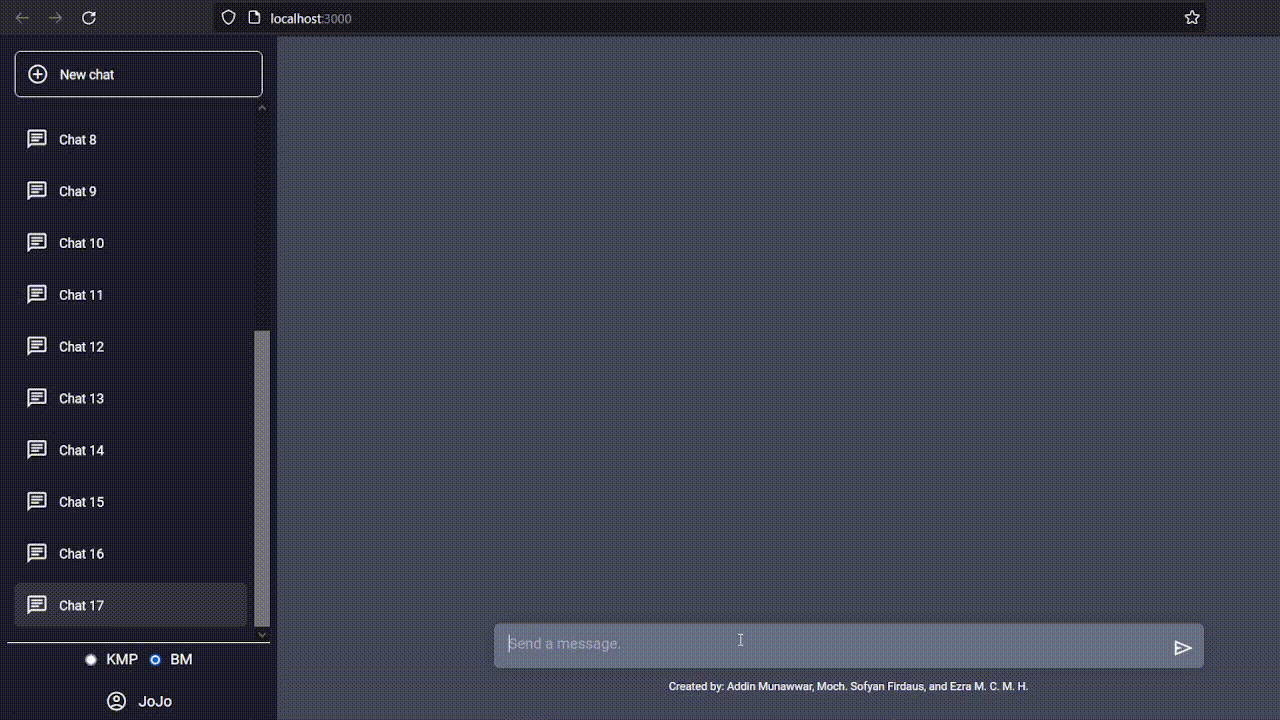 localhost:3000
New chat
Chat 8
Chat 9
Chat 10
Chat 11
Chat 12
Chat 13
Chat 14
Chat 15
Chat 16
Chat 17
Send a message.
KMP BM
Created by: Addin Munawwar, Moch. Sofyan Firdaus, and Ezra M. C. M. H.
JoJo